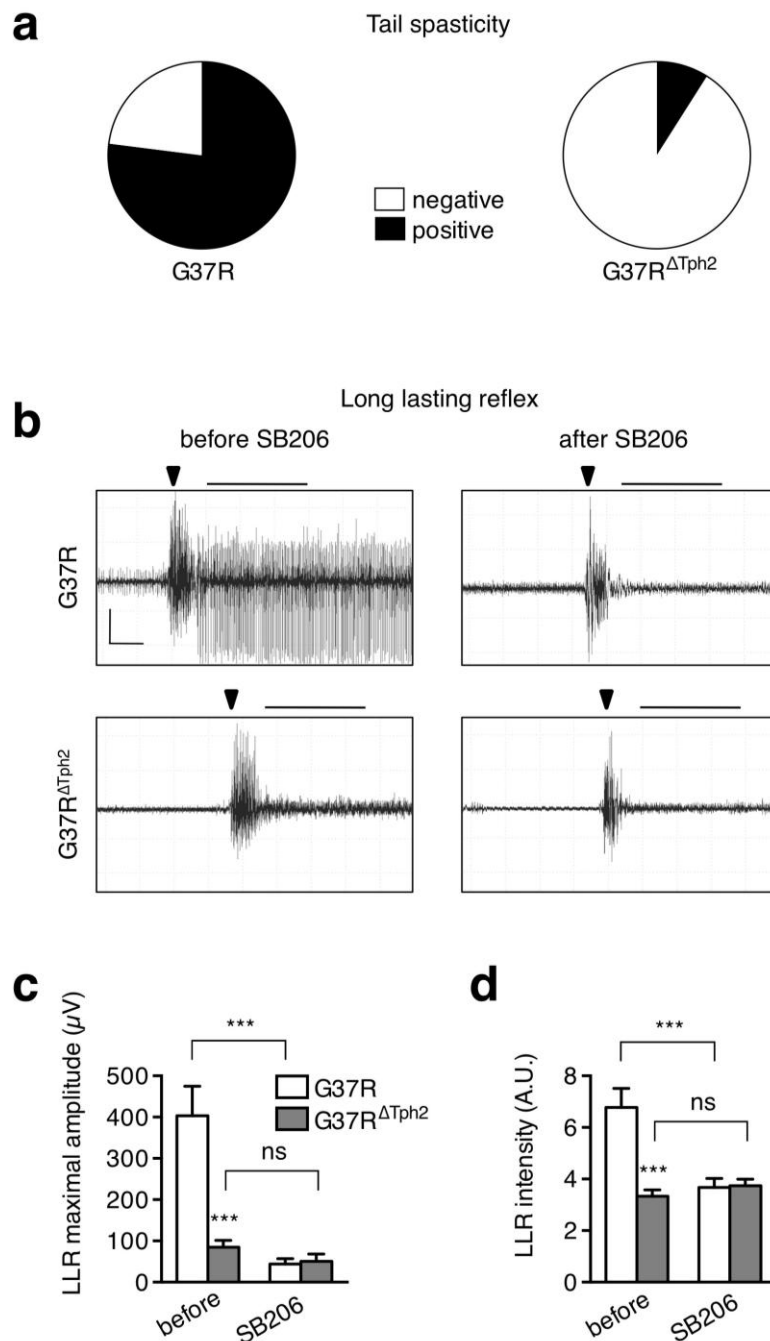 a
Tail spasticity
negative
positive
G37R
G37R^ΔTph2
b
Long lasting reflex
before SB206
after SB206
G37R
G37R^ΔTph2
c
LLR maximal amplitude (µV)
***
500
400
300
200
100
0
G37R
G37R^ΔTph2
ns
***
before
SB206
d
LLR intensity (A.U.)
***
8
6
4
2
0
ns
***
before
SB206